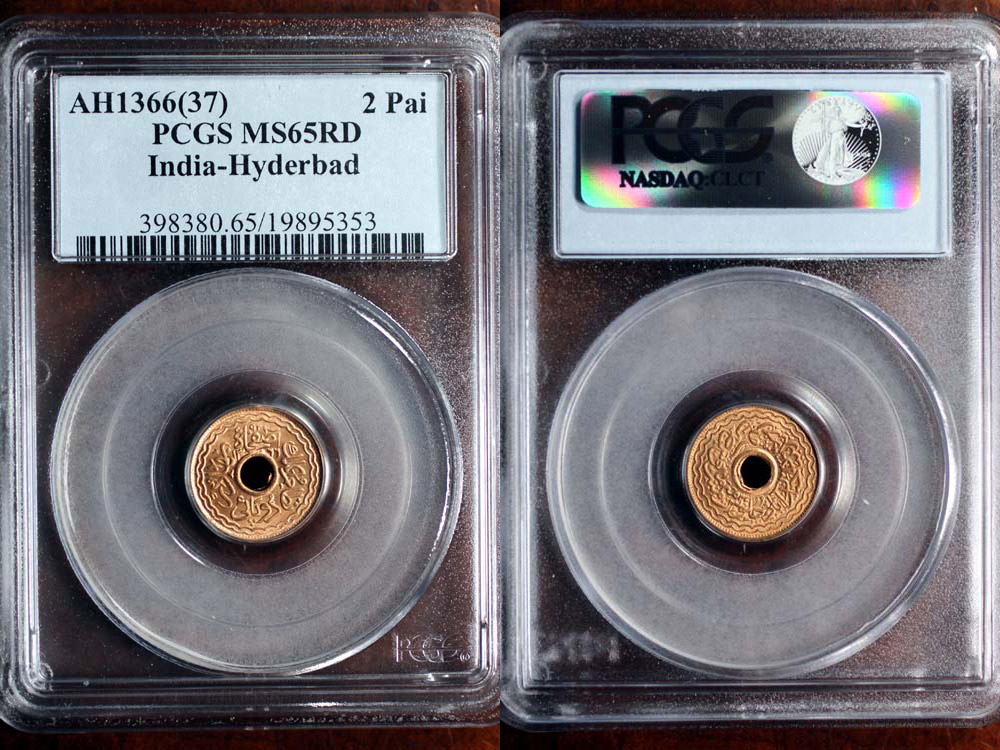 AH1366(37) 2 Pai
PCGS MS65RD
India-Hyderbad
398380.65/19895353
PCGS
PCGS
NASDAQ:CLCT